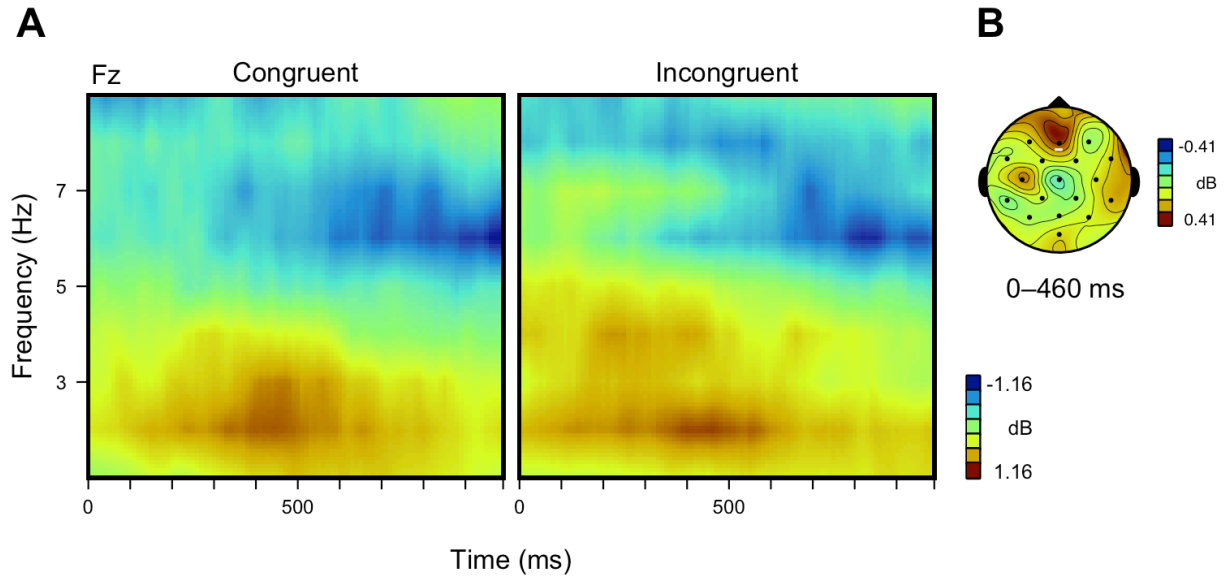 A
B
Fz
Congruent
Incongruent
Frequency (Hz)
7
5
3
0
500
0
500
Time (ms)
-0.41
dB
0.41
0–460 ms
-1.16
dB
1.16